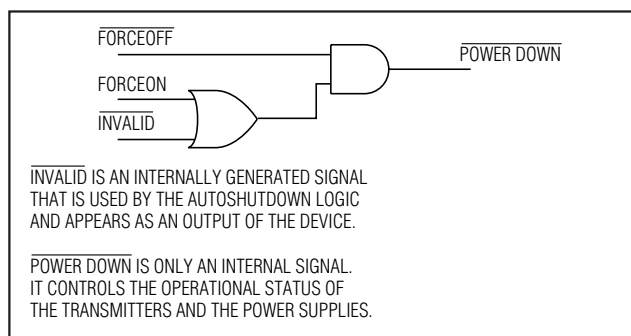 FORCEOFF
POWER DOWN
FORCEON
INVALID
INVALID IS AN INTERNALLY GENERATED SIGNAL
THAT IS USED BY THE AUTOSHUTDOWN LOGIC
AND APPEARS AS AN OUTPUT OF THE DEVICE.
POWER DOWN IS ONLY AN INTERNAL SIGNAL.
IT CONTROLS THE OPERATIONAL STATUS OF
THE TRANSMITTERS AND THE POWER SUPPLIES.